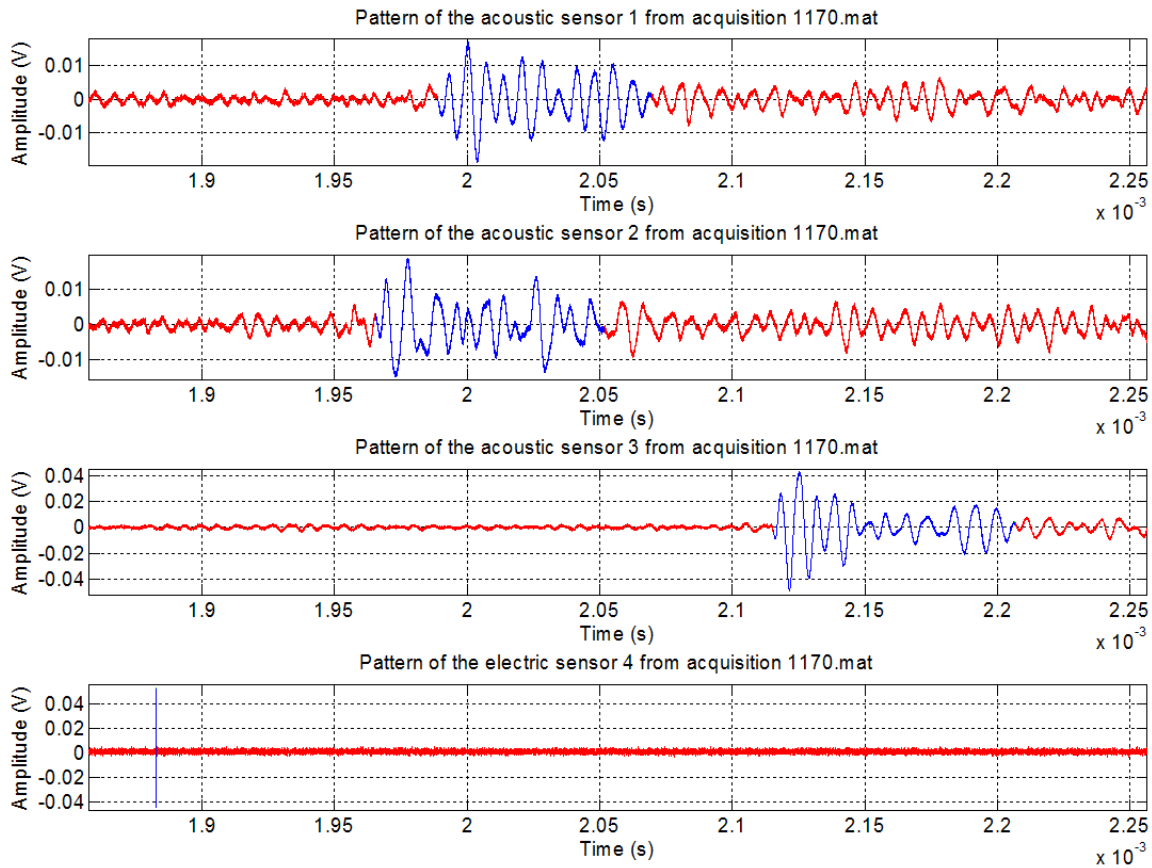 Pattern of the acoustic sensor 1 from acquisition 1170.mat
Amplitude (V)
0.01
0
-0.01
1.9 1.95 2 2.05 2.1 2.15 2.2 2.25
Time (s)
x 10-3
Pattern of the acoustic sensor 2 from acquisition 1170.mat
Amplitude (V)
0.01
0
-0.01
1.9 1.95 2 2.05 2.1 2.15 2.2 2.25
Time (s)
x 10-3
Pattern of the acoustic sensor 3 from acquisition 1170.mat
Amplitude (V)
0.04
0.02
0
-0.02
-0.04
1.9 1.95 2 2.05 2.1 2.15 2.2 2.25
Time (s)
x 10-3
Pattern of the electric sensor 4 from acquisition 1170.mat
Amplitude (V)
0.04
0.02
0
-0.02
-0.04
1.9 1.95 2 2.05 2.1 2.15 2.2 2.25
Time (s)
x 10-3